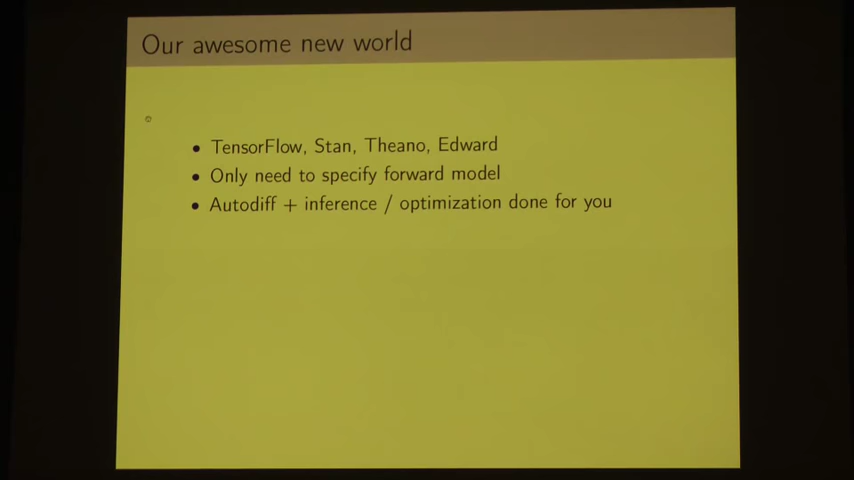 Our awesome new world
• TensorFlow, Stan, Theano, Edward
• Only need to specify forward model
• Autodiff + inference / optimization done for you